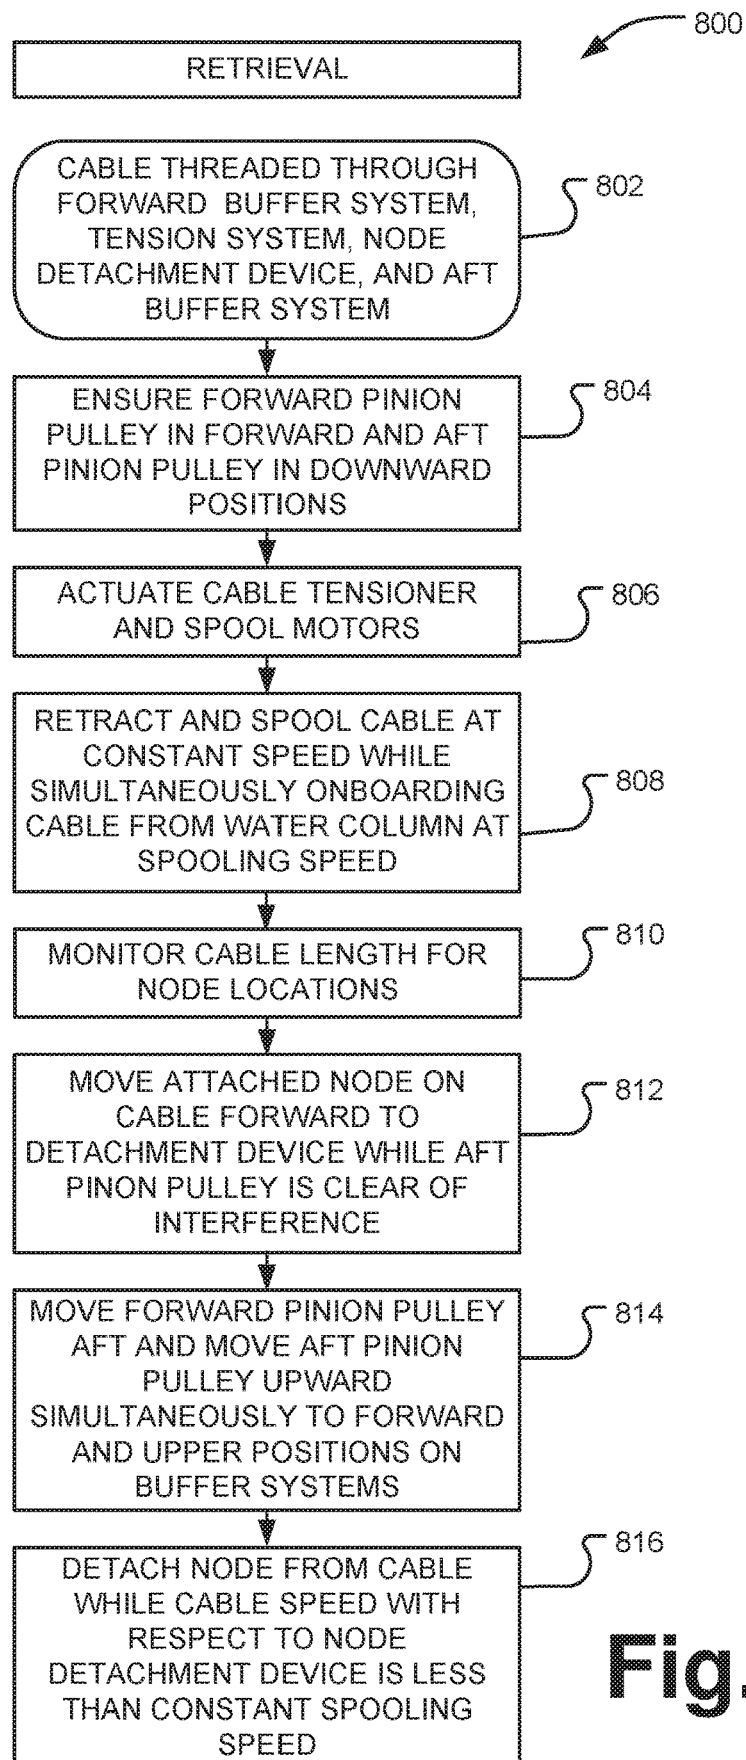 800
RETRIEVAL
CABLE THREADED THROUGH
FORWARD BUFFER SYSTEM,
TENSION SYSTEM, NODE
DETACHMENT DEVICE, AND AFT
BUFFER SYSTEM
802
ENSURE FORWARD PINION
PULLEY IN FORWARD AND AFT
PINION PULLEY IN DOWNWARD
POSITIONS
804
ACTUATE CABLE TENSIONER
AND SPOOL MOTORS
806
RETRACT AND SPOOL CABLE AT
CONSTANT SPEED WHILE
SIMULTANEOUSLY ONBOARDING
CABLE FROM WATER COLUMN AT
SPOOLING SPEED
808
MONITOR CABLE LENGTH FOR
NODE LOCATIONS
810
MOVE ATTACHED NODE ON
CABLE FORWARD TO
DETACHMENT DEVICE WHILE AFT
PINON PULLEY IS CLEAR OF
INTERFERENCE
812
MOVE FORWARD PINION PULLEY
AFT AND MOVE AFT PINION
PULLEY UPWARD
SIMULTANEOUSLY TO FORWARD
AND UPPER POSITIONS ON
BUFFER SYSTEMS
814
DETACH NODE FROM CABLE
WHILE CABLE SPEED WITH
RESPECT TO NODE
DETACHMENT DEVICE IS LESS
THAN CONSTANT SPOOLING
SPEED
816
Fig.